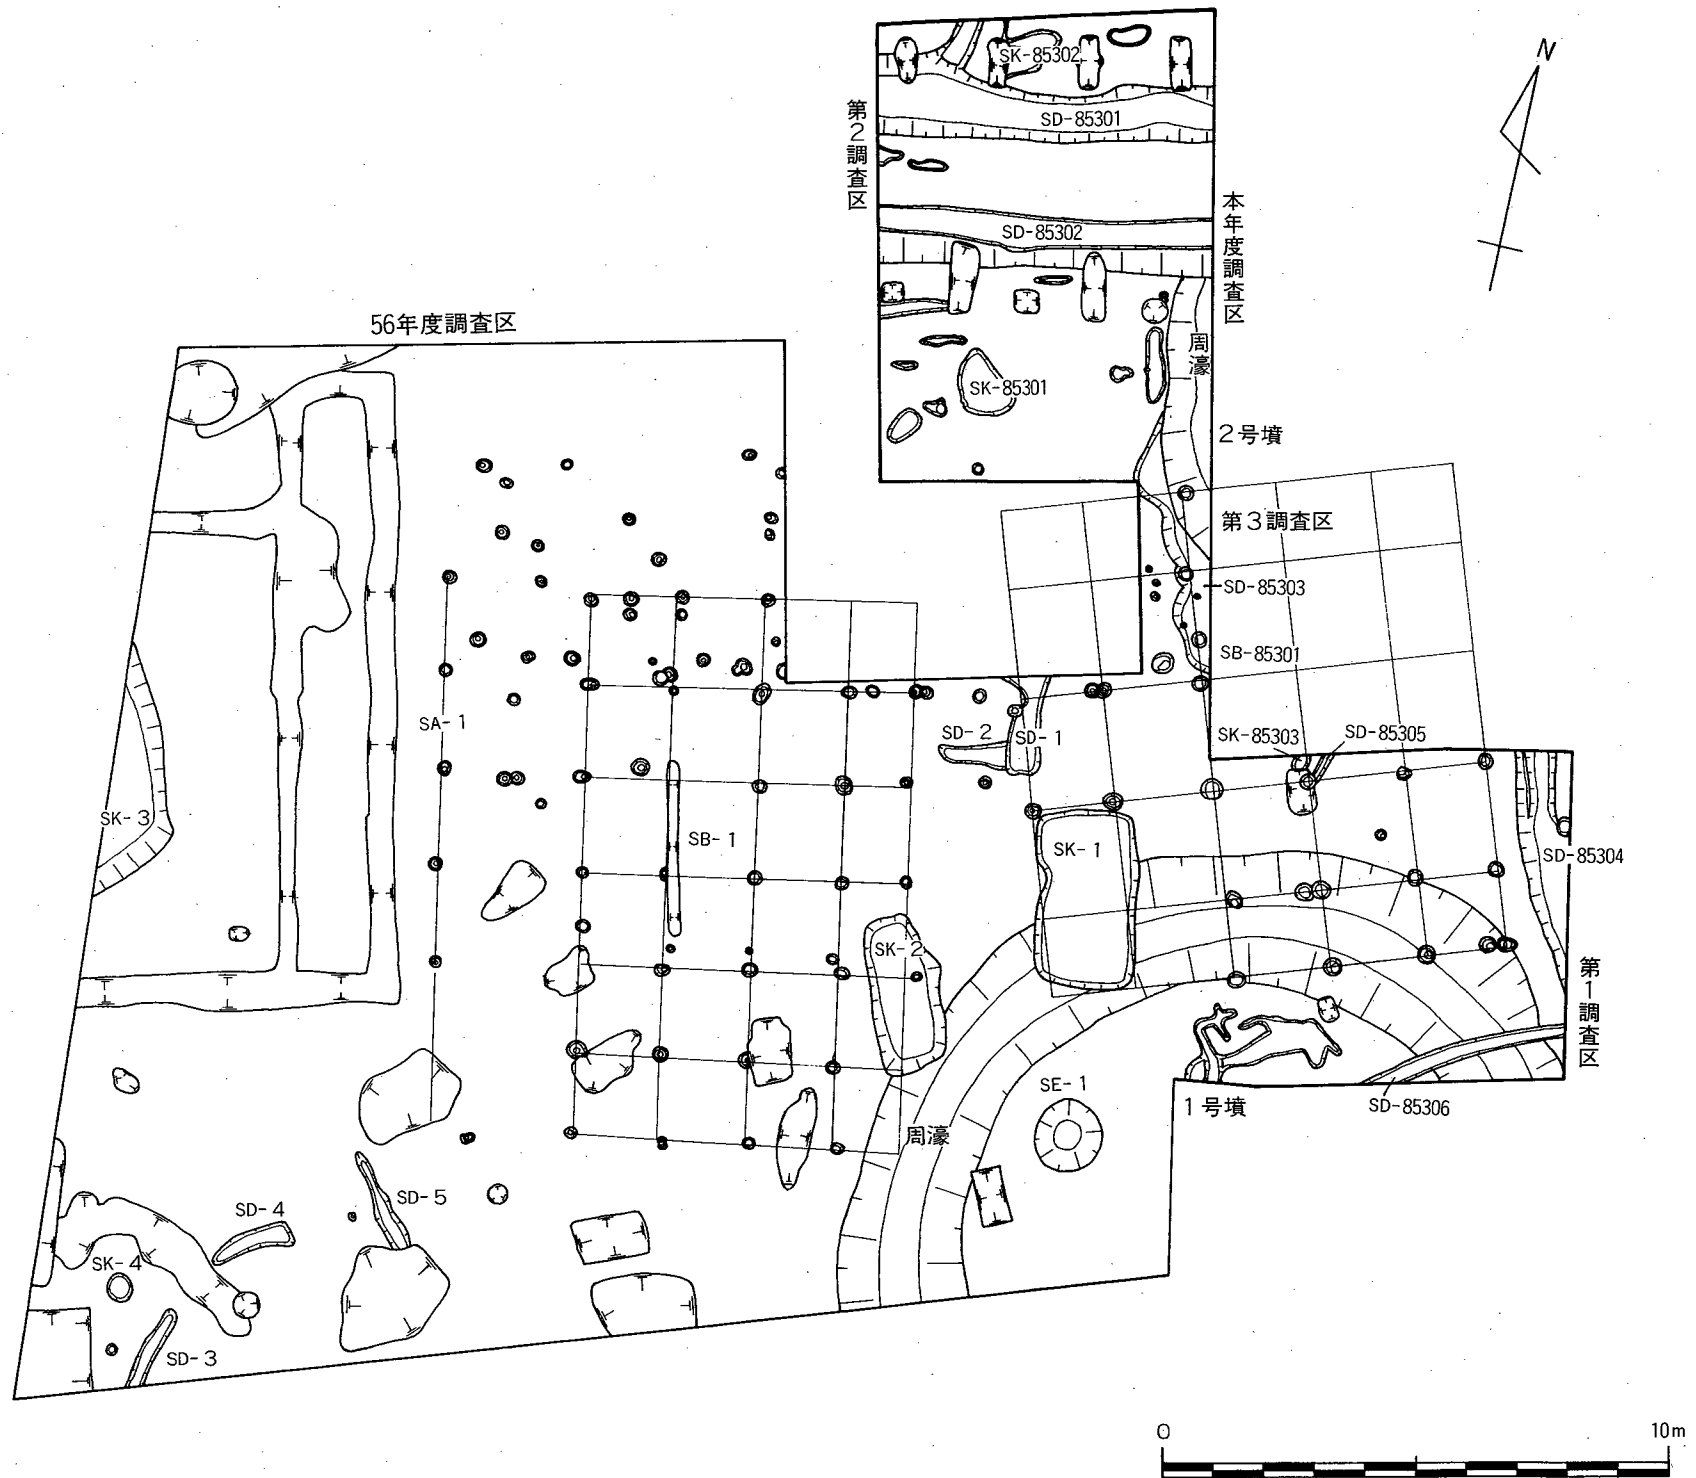 N
SK-85302
第2調査区
SD-85301
本年度調査区
SD-85302
56年度調査区
周濠
SK-85301
2号墳
第3調査区
SD-85303
SB-85301
SA-1
SD-2
SD-1
SK-85303
SD-85305
SK-3
SB-1
SK-1
SD-85304
SK-2
第1調査区
SE-1
1号墳
SD-85306
周濠
SD-5
SD-4
SK-4
SD-3
0
10m